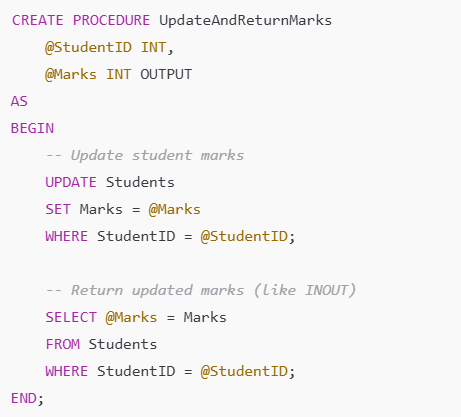 CREATE PROCEDURE UpdateAndReturnMarks
    @StudentID INT,
    @Marks INT OUTPUT
AS
BEGIN
    -- Update student marks
    UPDATE Students
    SET Marks = @Marks
    WHERE StudentID = @StudentID;

    -- Return updated marks (like INOUT)
    SELECT @Marks = Marks
    FROM Students
    WHERE StudentID = @StudentID;
END;